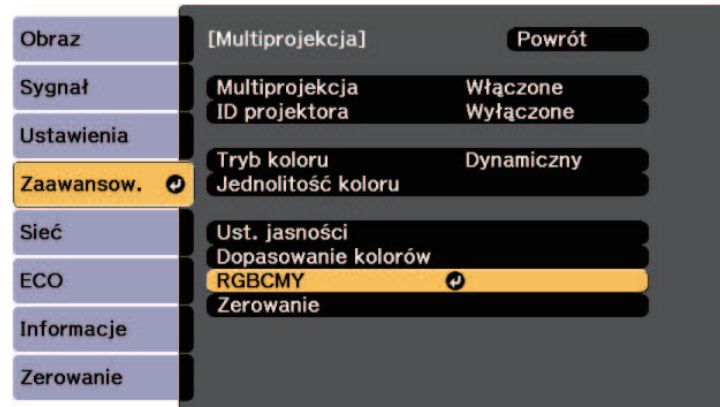 Obraz
Sygnał
Ustawienia
Zaawansow.
Sieć
ECO
Informacje
Zerowanie
[Multiprojekcja] Powrót
Multiprojekcja Włączone
ID projektora Wyłączone
Tryb koloru Dynamiczny
Jednolitość koloru
Ust. jasności
Dopasowanie kolorów
RGBCMY
Zerowanie